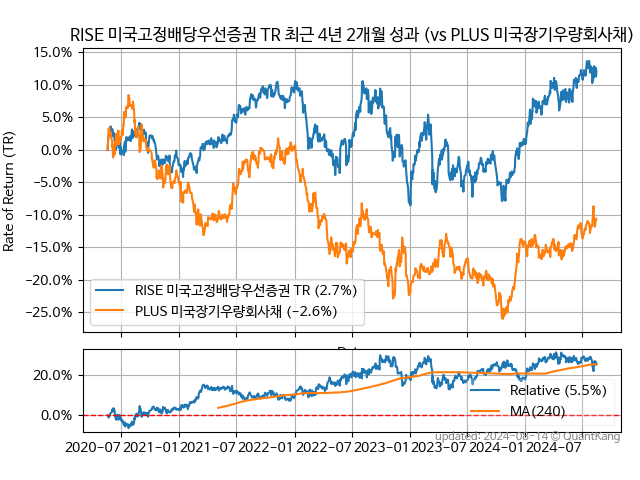 RISE 미국고정배당우선증권 TR 최근 4년 2개월 성과 (vs PLUS 미국장기우량회사채)
Rate of Return (TR)
15.0%
10.0%
5.0%
0.0%
−5.0%
−10.0%
−15.0%
−20.0%
−25.0%
RISE 미국고정배당우선증권 TR (2.7%)
PLUS 미국장기우량회사채 (−2.6%)
20.0%
0.0%
Relative (5.5%)
MA(240)
updated: 2024-08-14 © QuantKang
2020-07 2021-01 2021-07 2022-01 2022-07 2023-01 2023-07 2024-01 2024-07